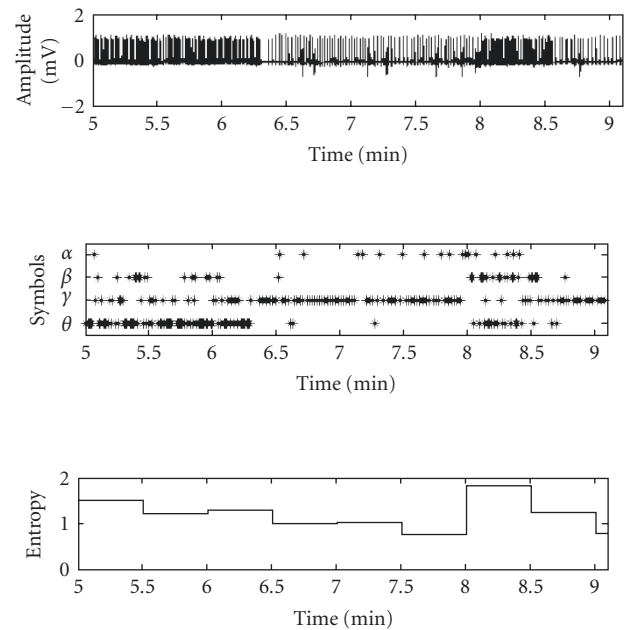 Amplitude
(mV)
2
0
−2
5 5.5 6 6.5 7 7.5 8 8.5 9
Time (min)
Symbols
α
β
γ
θ
5 5.5 6 6.5 7 7.5 8 8.5 9
Time (min)
Entropy
2
1
0
5 5.5 6 6.5 7 7.5 8 8.5 9
Time (min)